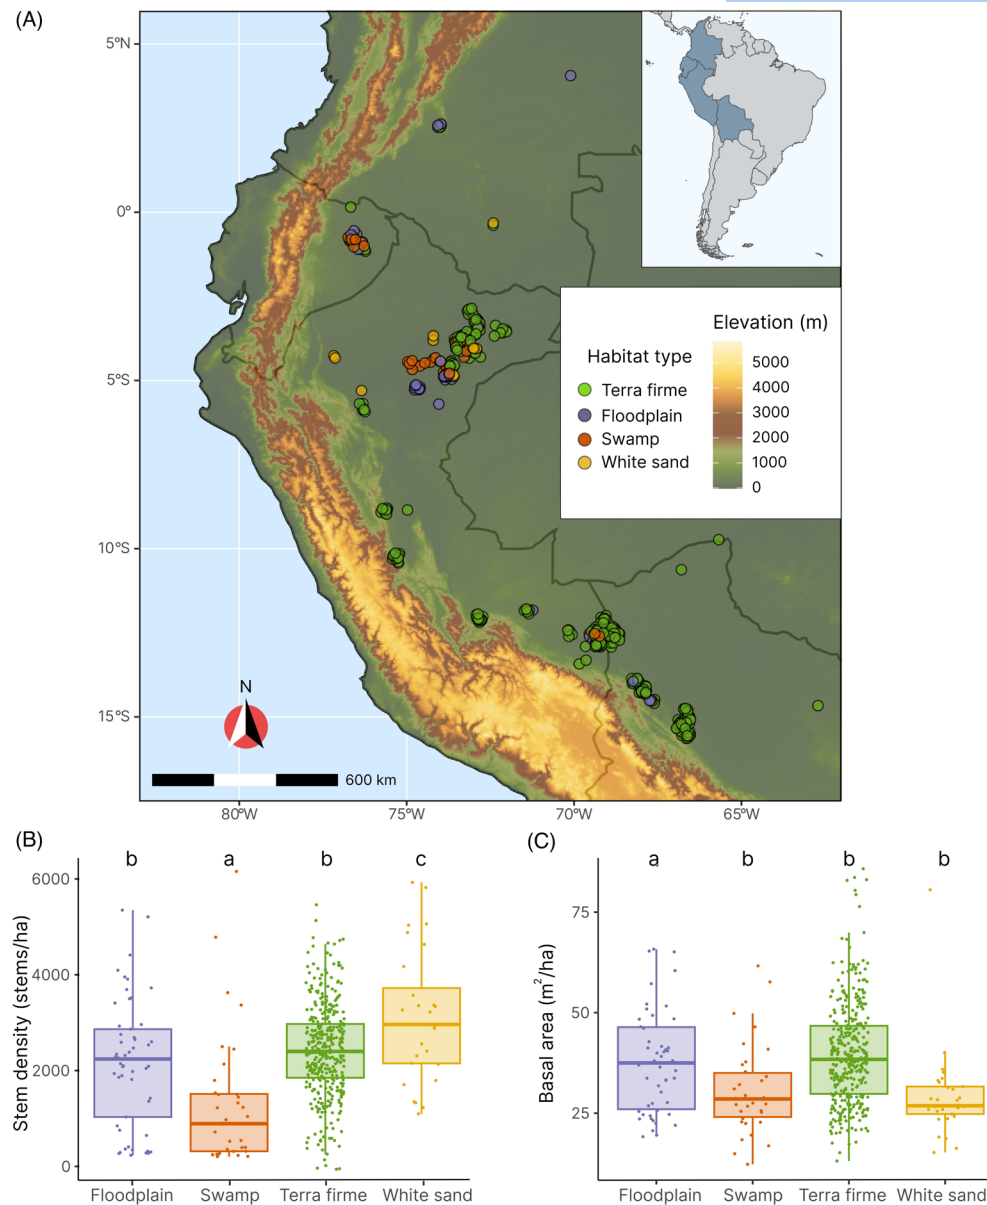 (A)
5°N
0°
5°S
10°S
15°S
80°W
75°W
70°W
65°W
N
600 km
Elevation (m)
5000
4000
3000
2000
1000
0
Habitat type
Terra firme
Floodplain
Swamp
White sand
(B)
b
a
b
c
Stem density (stems/ha)
6000
4000
2000
0
Floodplain
Swamp
Terra firme
White sand
(C)
a
b
b
b
Basal area (m²/ha)
75
50
25
Floodplain
Swamp
Terra firme
White sand